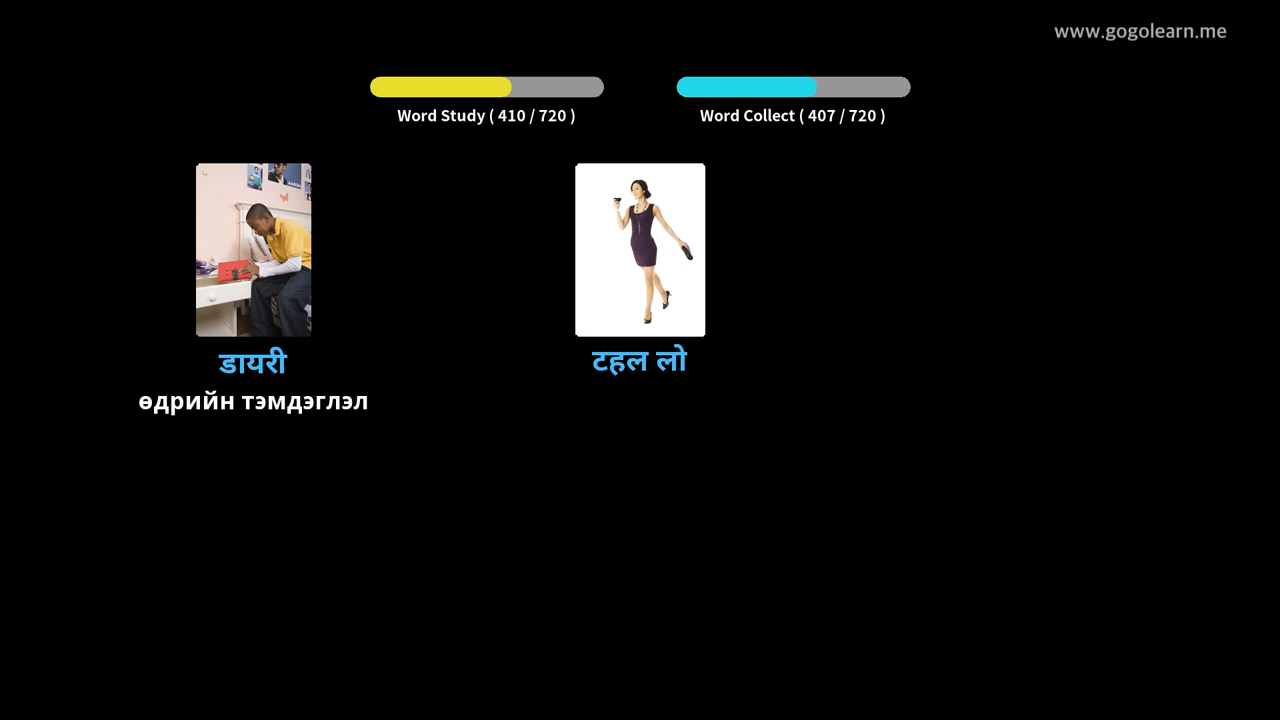 www.gogolearn.me
Word Study ( 410 / 720 )
Word Collect ( 407 / 720 )
डायरी
өдрийн тэмдэглэл
टहल लो